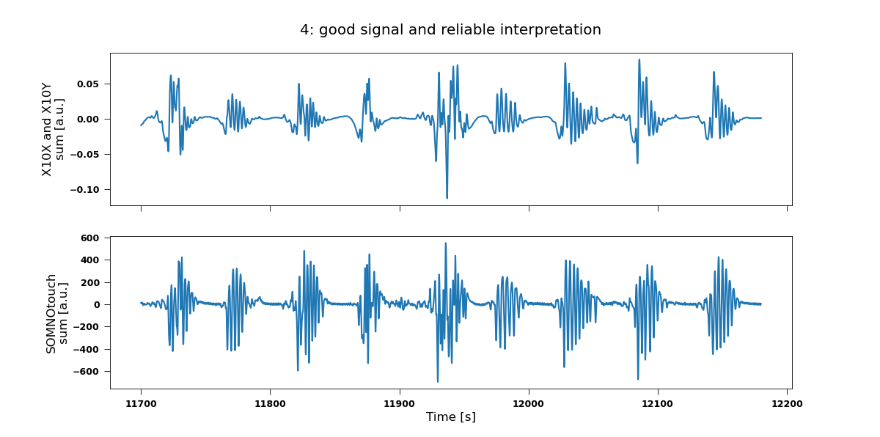 4: good signal and reliable interpretation
X10X and X10Y
sum [a.u.]
0.05
0.00
−0.05
−0.10
SOMNOtouch
sum [a.u.]
600
400
200
0
−200
−400
−600
11700
11800
11900
12000
12100
12200
Time [s]